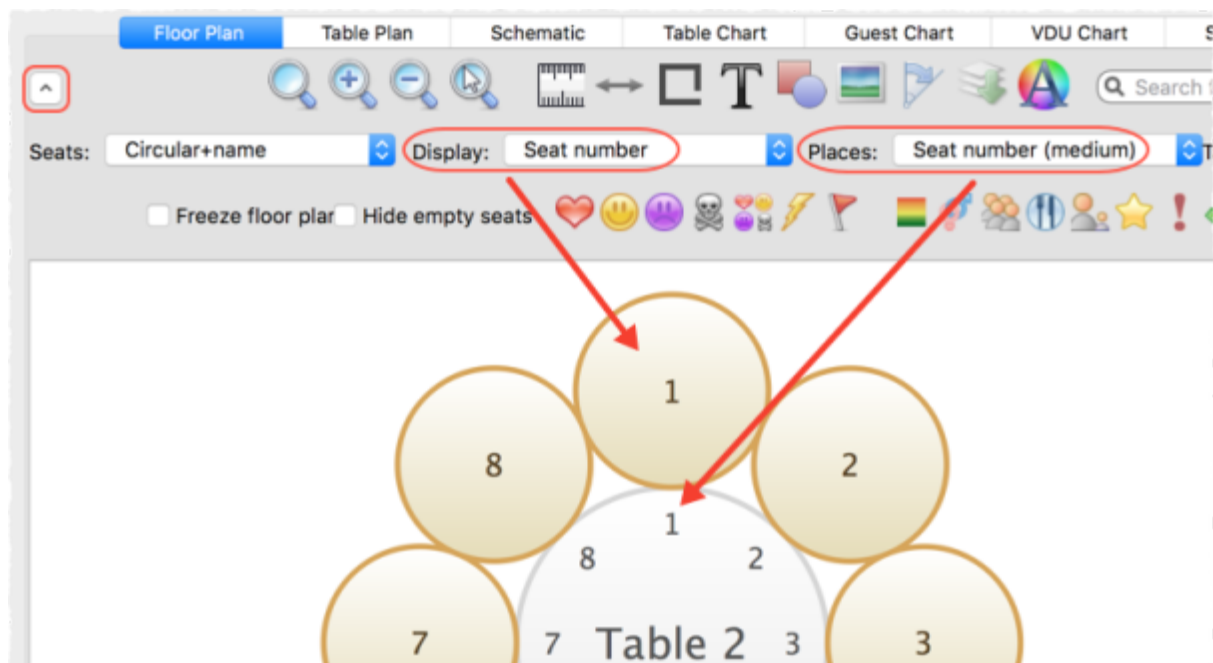 Floor Plan Table Plan Schematic Table Chart Guest Chart VDU Chart S
T Search
Seats: Circular+name Display: Seat number Places: Seat number (medium) T
Freeze floor plan Hide empty seats
1
8 2
1
8 2
7 7 Table 2 3 3